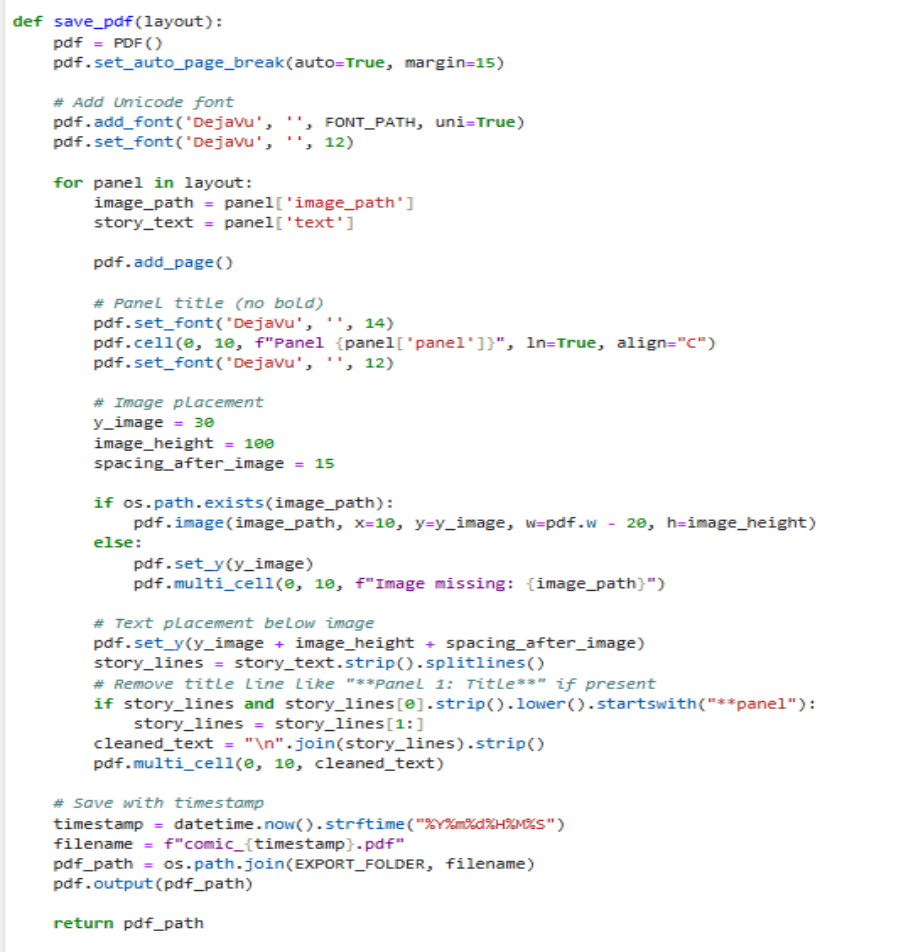 def save_pdf(layout):
    pdf = PDF()
    pdf.set_auto_page_break(auto=True, margin=15)

    # Add Unicode font
    pdf.add_font('DejaVu', '', FONT_PATH, uni=True)
    pdf.set_font('DejaVu', '', 12)

    for panel in layout:
        image_path = panel['image_path']
        story_text = panel['text']

        pdf.add_page()

        # Panel title (no bold)
        pdf.set_font('DejaVu', '', 14)
        pdf.cell(0, 10, f"Panel {panel['panel']}", ln=True, align="C")
        pdf.set_font('DejaVu', '', 12)

        # Image placement
        y_image = 30
        image_height = 100
        spacing_after_image = 15

        if os.path.exists(image_path):
            pdf.image(image_path, x=10, y=y_image, w=pdf.w - 20, h=image_height)
        else:
            pdf.set_y(y_image)
            pdf.multi_cell(0, 10, f"Image missing: {image_path}")

        # Text placement below image
        pdf.set_y(y_image + image_height + spacing_after_image)
        story_lines = story_text.strip().splitlines()
        # Remove title line like "**Panel 1: Title**" if present
        if story_lines and story_lines[0].strip().lower().startswith("**panel"):
            story_lines = story_lines[1:]
        cleaned_text = "\n".join(story_lines).strip()
        pdf.multi_cell(0, 10, cleaned_text)

    # Save with timestamp
    timestamp = datetime.now().strftime("%Y%m%d%H%M%S")
    filename = f"comic_{timestamp}.pdf"
    pdf_path = os.path.join(EXPORT_FOLDER, filename)
    pdf.output(pdf_path)

    return pdf_path